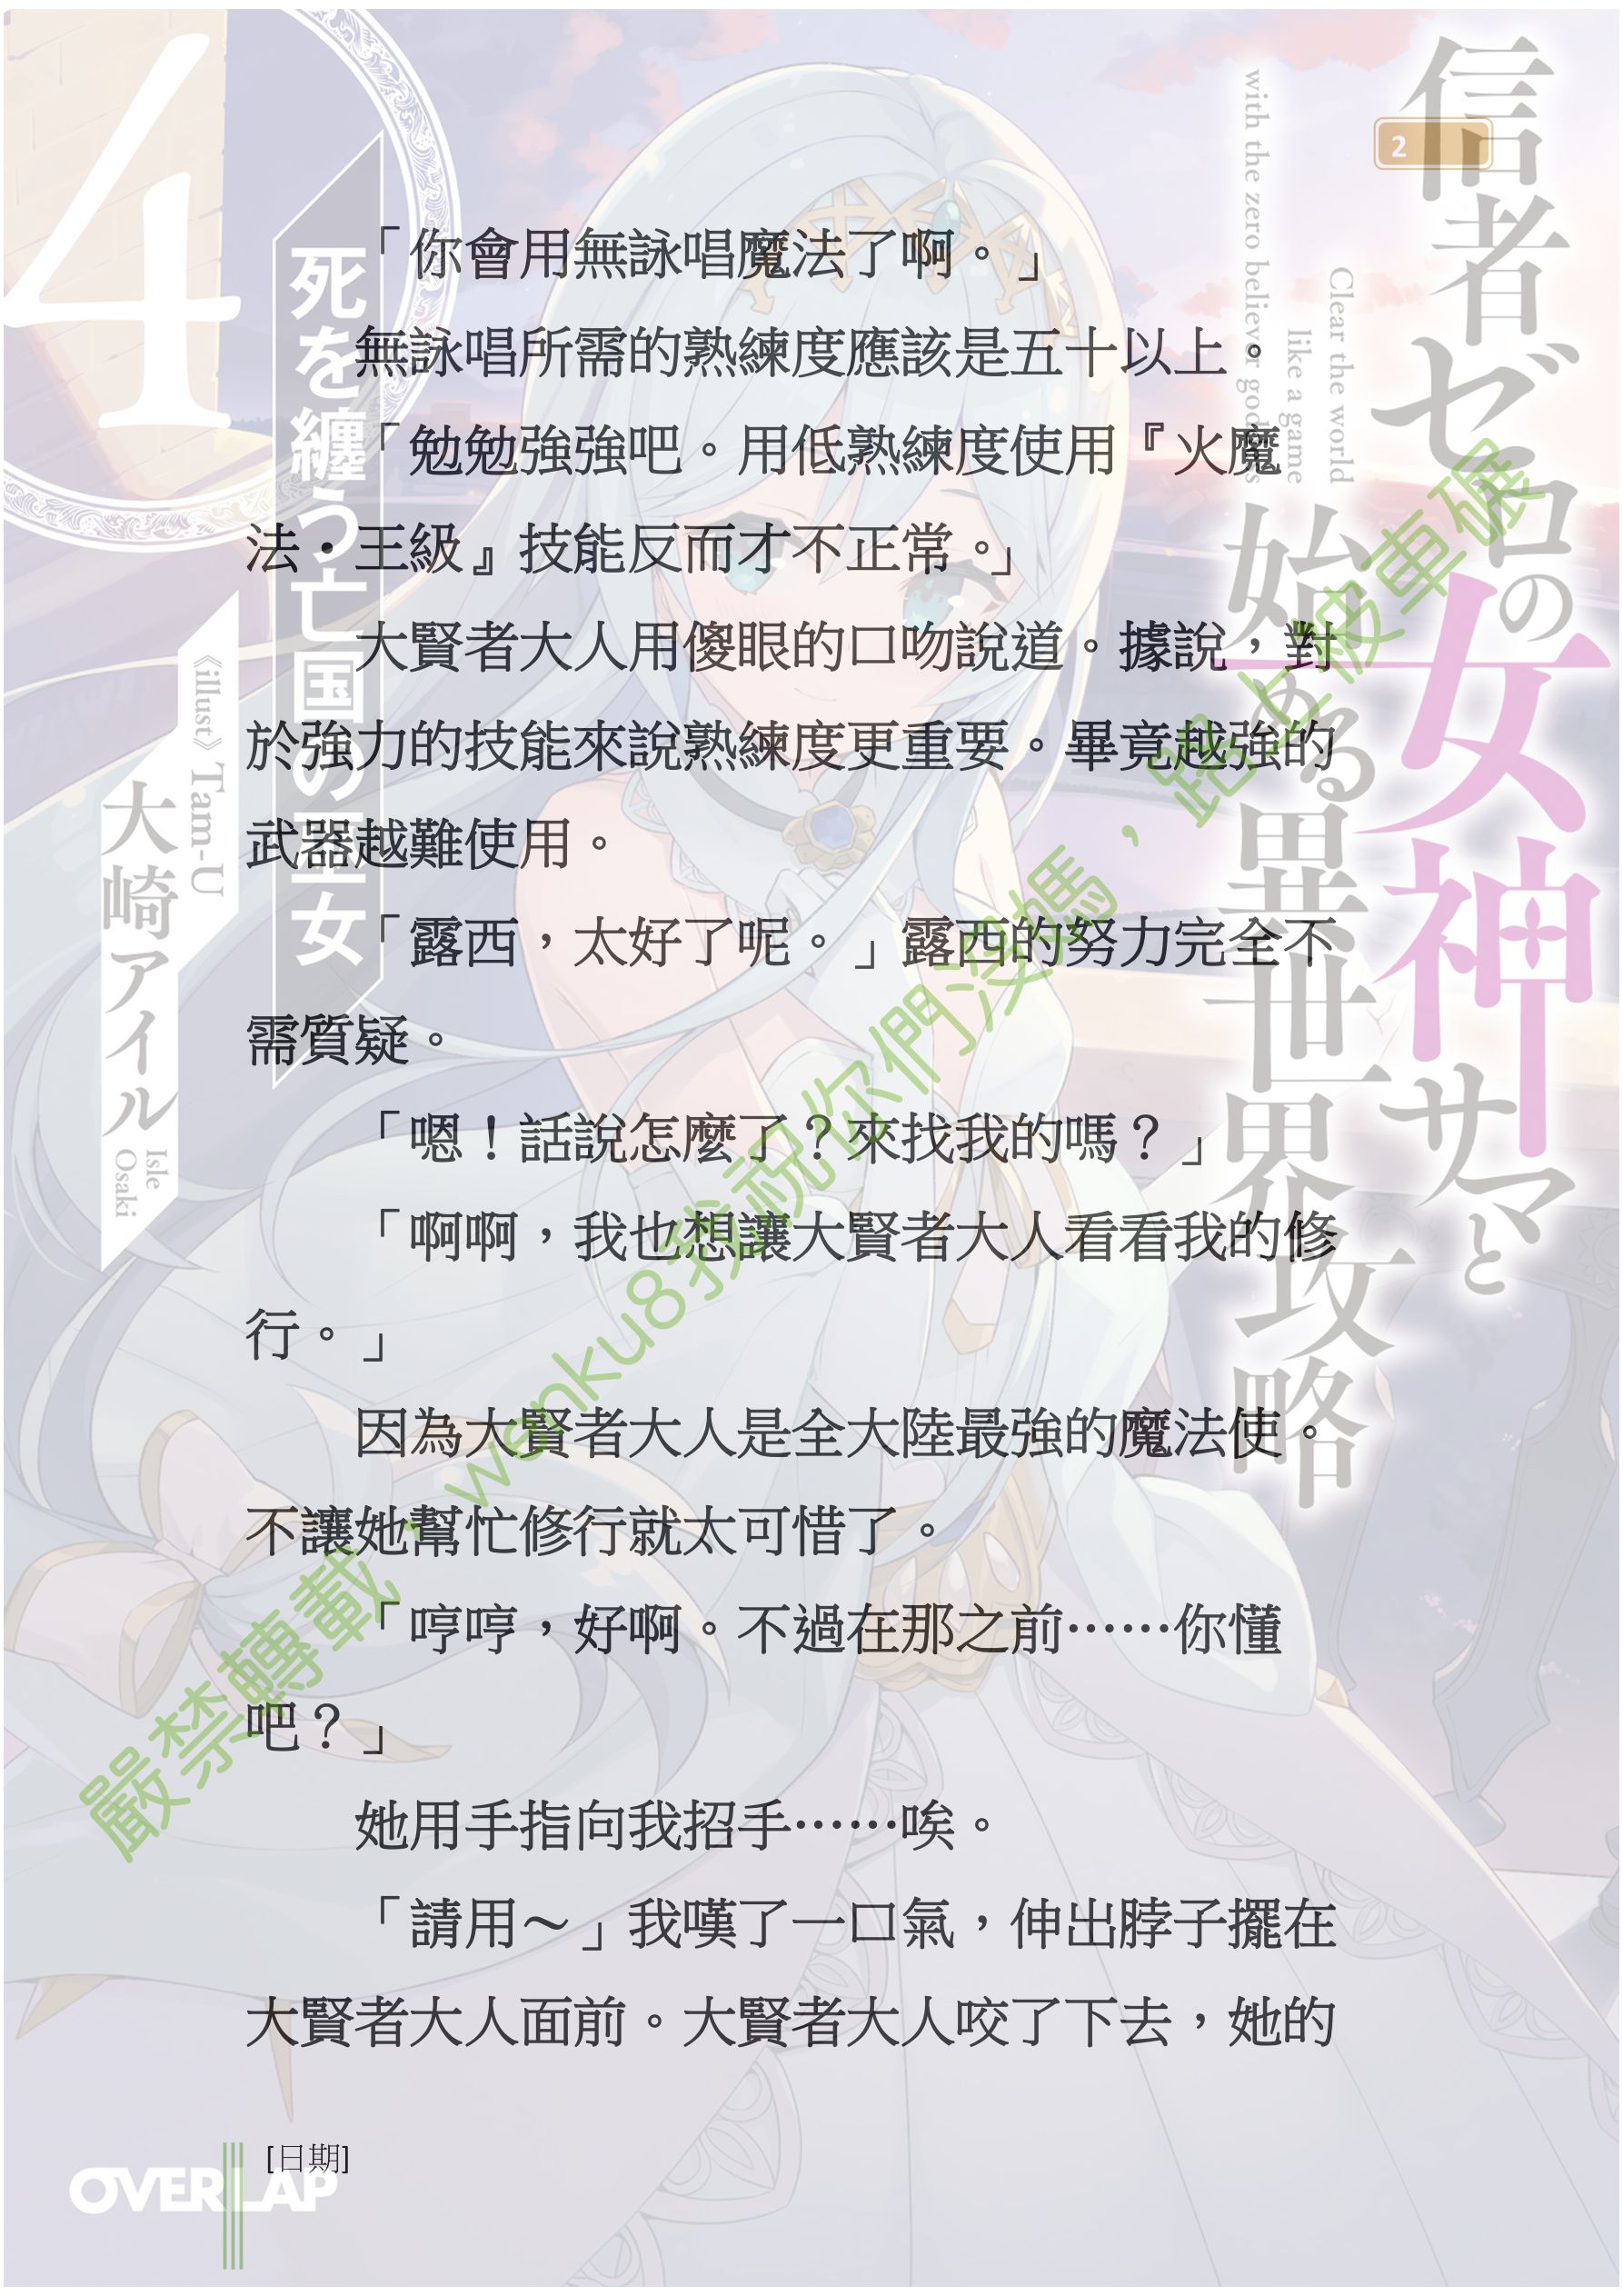 2
「你會用無詠唱魔法了啊。」
無詠唱所需的熟練度應該是五十以上。
「勉勉強強吧。用低熟練度使用『火魔
法・王級』技能反而才不正常。」
大賢者大人用傻眼的口吻說道。據說，對
於強力的技能來說熟練度更重要。畢竟越強的
武器越難使用。
「露西，太好了呢。」露西的努力完全不
需質疑。
「嗯！話說怎麼了？來找我的嗎？」
「啊啊，我也想讓大賢者大人看看我的修
行。」
因為大賢者大人是全大陸最強的魔法使。
不讓她幫忙修行就太可惜了。
「哼哼，好啊。不過在那之前……你懂
吧？」
她用手指向我招手……唉。
「請用～」我嘆了一口氣，伸出脖子擺在
大賢者大人面前。大賢者大人咬了下去，她的
[日期]
信者ゼロの女神サマと
始める異世界攻略
Clear the world
like a game
with the zero believer goddess
4
死を纏う亡国の巫女
《illust》Tam-U
大崎アイル
Isle
Osaki
OVERLAP
嚴禁轉載，wenku8我祝你們沒媽，路上被車碾